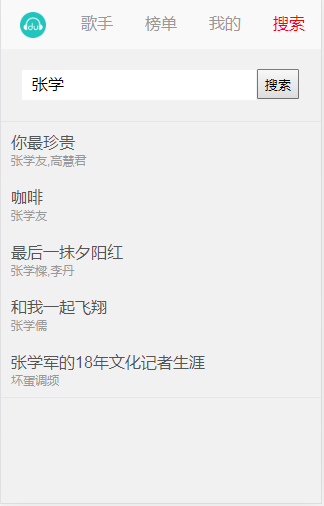 du 歌手 榜单 我的 搜索
张学 搜索
你最珍贵
张学友,高慧君
咖啡
张学友
最后一抹夕阳红
张学樑,李丹
和我一起飞翔
张学儒
张学军的18年文化记者生涯
坏蛋调频